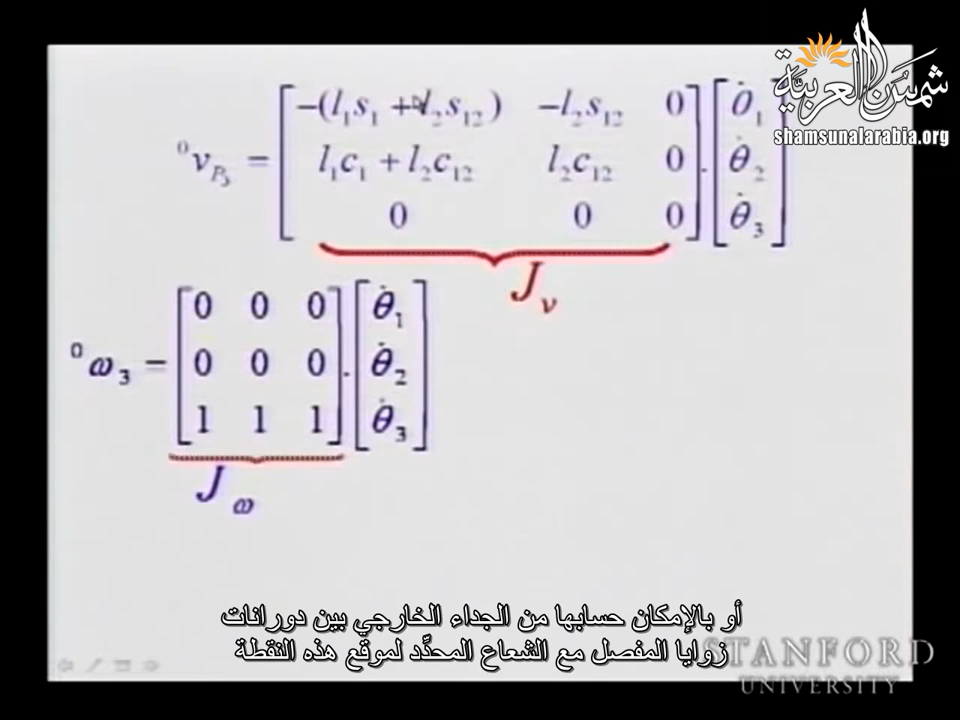 شمس العربية
shamsunalarabia.org
⁰v_P₃ = [ −(l₁s₁ + l₂s₁₂) −l₂s₁₂ 0 ] [ θ̇₁ ]
[ l₁c₁ + l₂c₁₂ l₂c₁₂ 0 ] . [ θ̇₂ ]
[ 0 0 0 ] [ θ̇₃ ]
J_v
⁰ω₃ = [ 0 0 0 ] [ θ̇₁ ]
[ 0 0 0 ] . [ θ̇₂ ]
[ 1 1 1 ] [ θ̇₃ ]
J_ω
أو بالإمكان حسابها من الجداء الخارجي بين دورانات
زوايا المفصل مع الشعاع المحدِّد لموقع هذه النقطة
STANFORD
UNIVERSITY